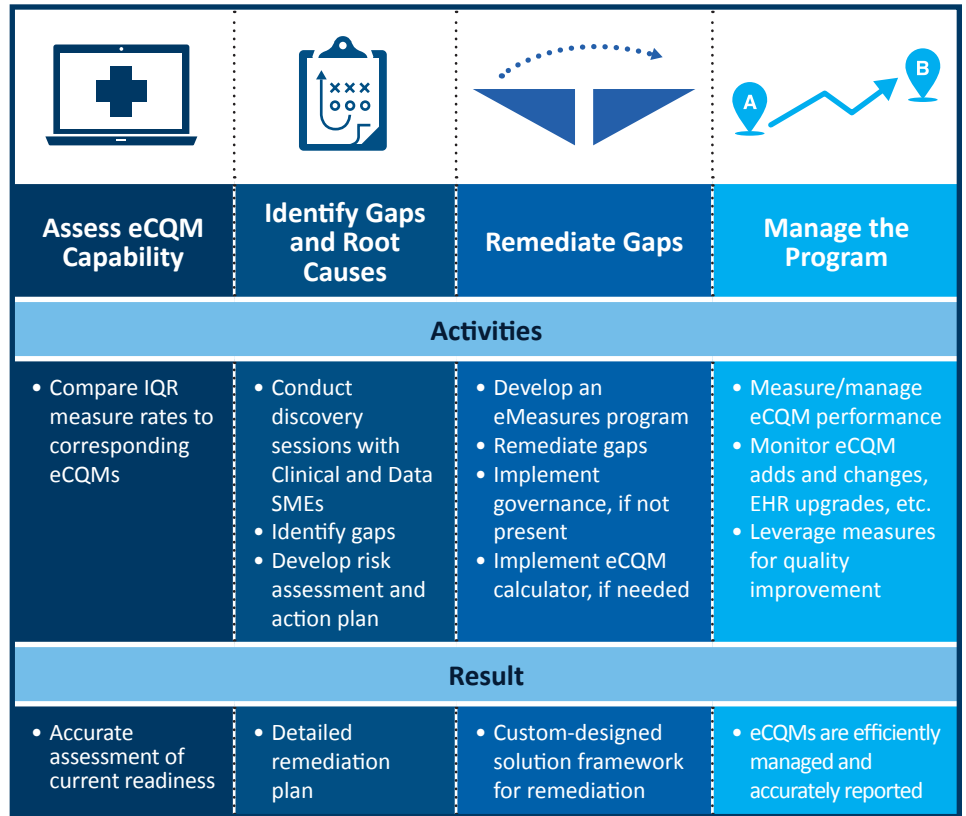 A
B
Assess eCQM
Capability
Identify Gaps
and Root
Causes
Remediate Gaps
Manage the
Program
Activities
• Compare IQR
measure rates to
corresponding
eCQMs
• Conduct
discovery
sessions with
Clinical and Data
SMEs
• Identify gaps
• Develop risk
assessment and
action plan
• Develop an
eMeasures program
• Remediate gaps
• Implement
governance, if not
present
• Implement eCQM
calculator, if needed
• Measure/manage
eCQM performance
• Monitor eCQM
adds and changes,
EHR upgrades, etc.
• Leverage measures
for quality
improvement
Result
• Accurate
assessment of
current readiness
• Detailed
remediation
plan
• Custom-designed
solution framework
for remediation
• eCQMs are efficiently
managed and
accurately reported